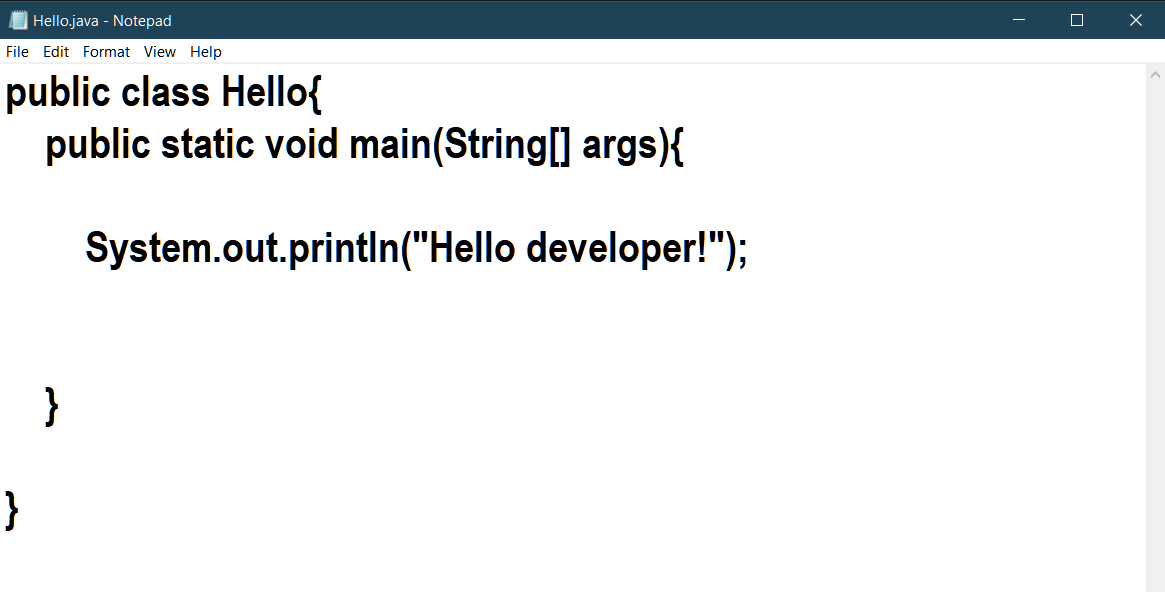 Hello.java - Notepad
File Edit Format View Help
public class Hello{
    public static void main(String[] args){
        System.out.println("Hello developer!");
    }
}